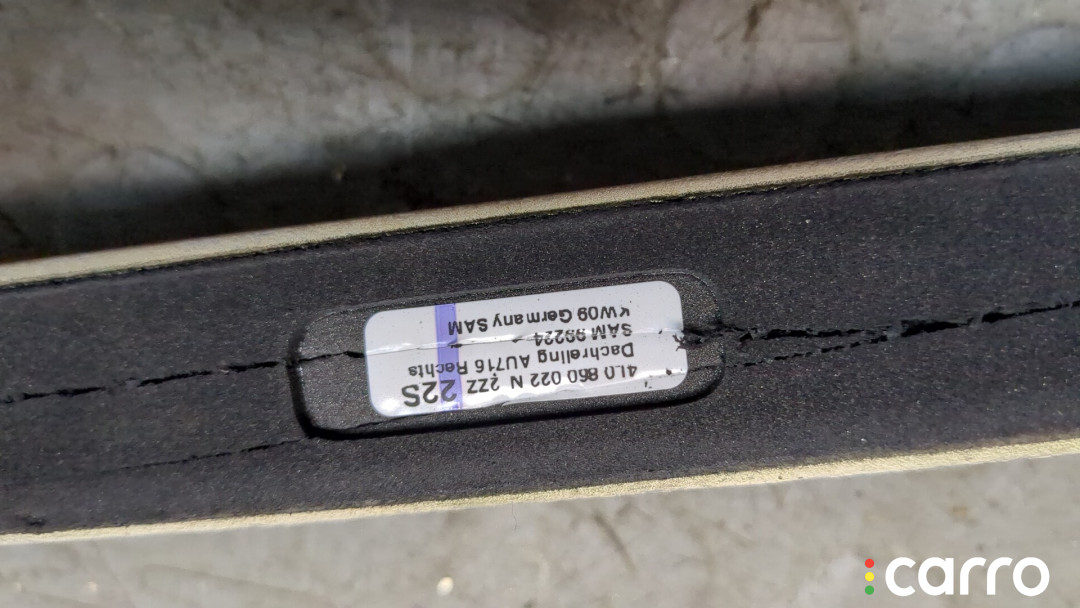 4L0 860 022 N 2ZZ 22S
Dachreling AU716 Rechts
SAM 99224
KW09 Germany SAM
carro